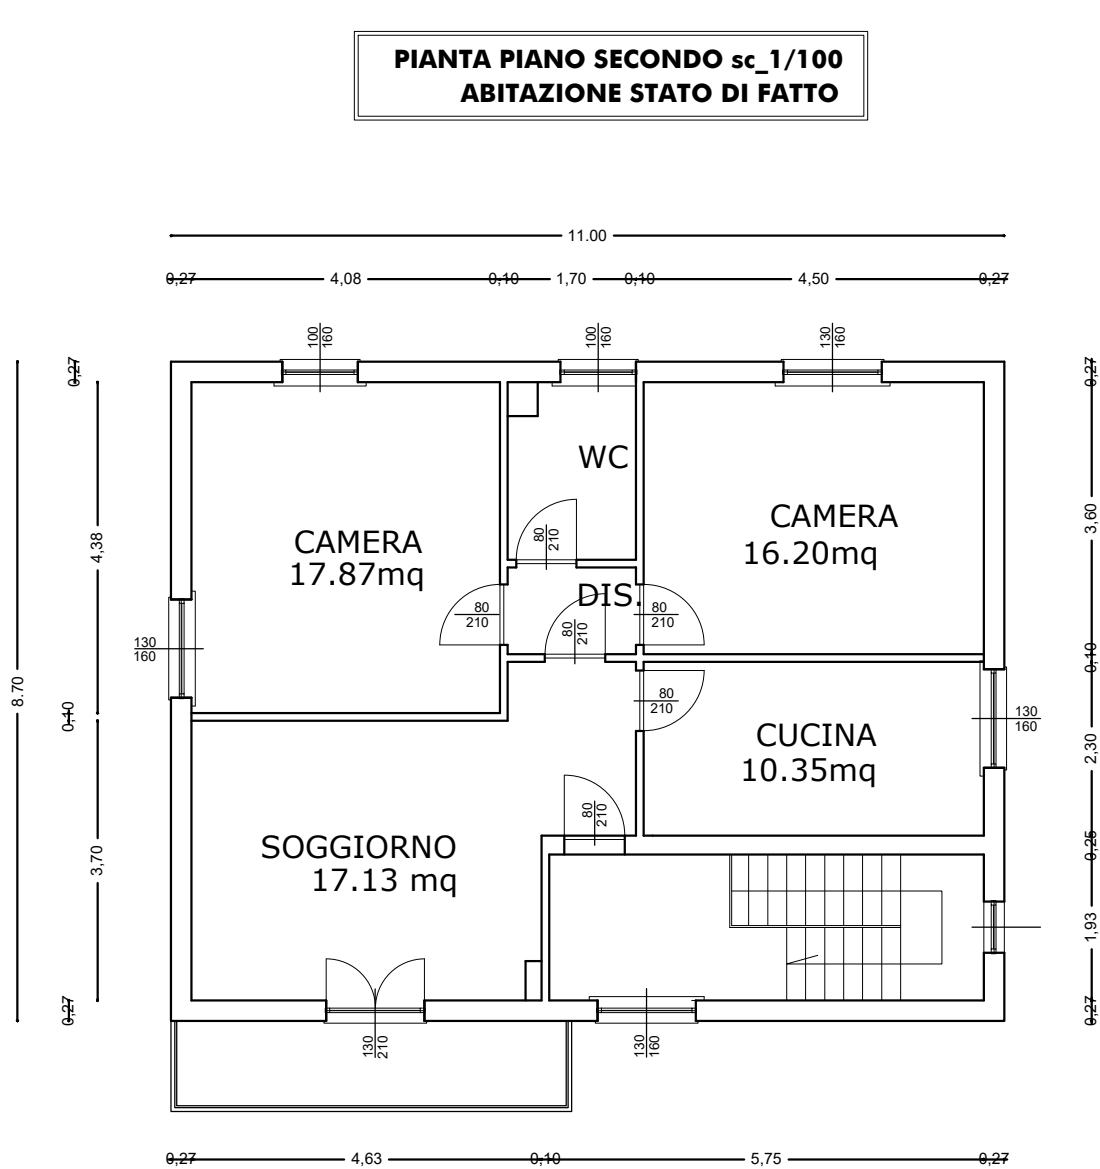 PIANTA PIANO SECONDO sc_1/100
ABITAZIONE STATO DI FATTO
11.00
0,27 4,08 0,10 1,70 0,10 4,50 0,27
100 160
100 160
130 160
0,27
4,38
0,10
3,70
0,27
8.70
0,27
3,60
0,10
2,30
0,25
1,93
0,27
WC
CAMERA
17.87mq
CAMERA
16.20mq
80
210
DIS.
80
210
80
210
80
210
130
160
80
210
130
160
CUCINA
10.35mq
80
210
SOGGIORNO
17.13 mq
130 210
130 160
0,27 4,63 0,10 5,75 0,27